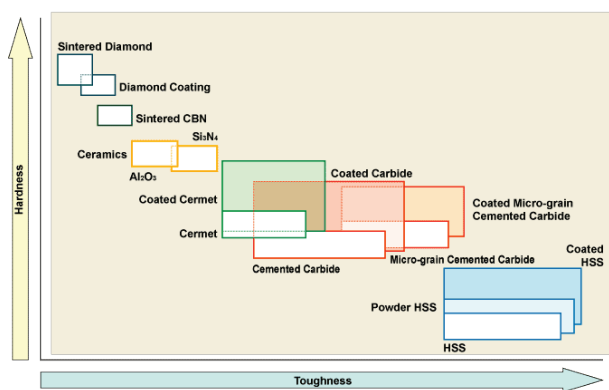 Sintered Diamond
Diamond Coating
Sintered CBN
Si₃N₄
Ceramics
Al₂O₃
Coated Carbide
Coated Cermet
Coated Micro-grain
Cemented Carbide
Cermet
Cemented Carbide
Micro-grain Cemented Carbide
Coated
HSS
Powder HSS
HSS
Hardness
Toughness